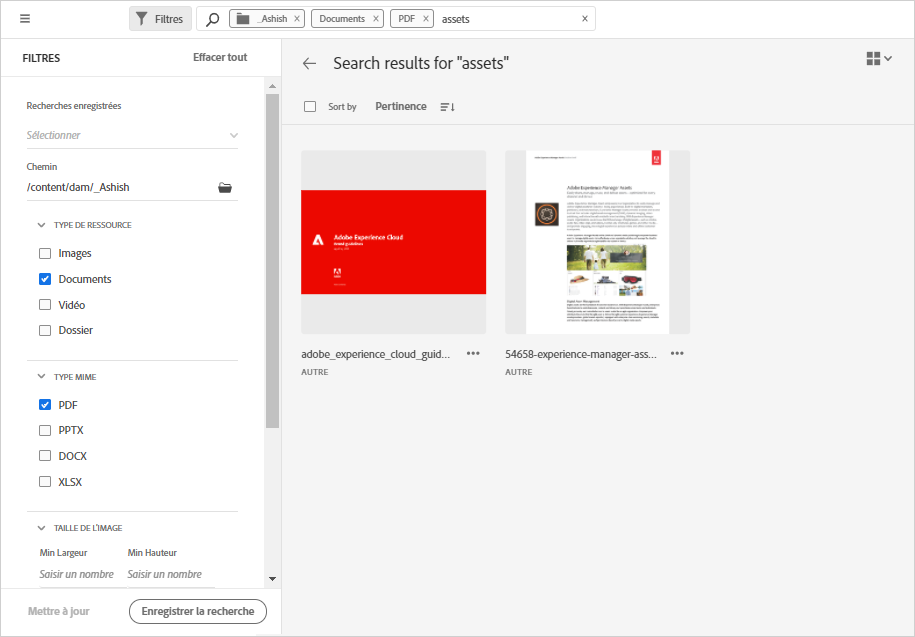 Filtres
_Ashish ×
Documents ×
PDF ×
assets ×
FILTRES
Effacer tout
Recherches enregistrées
Sélectionner
Chemin
/content/dam/_Ashish
TYPE DE RESSOURCE
Images
Documents
Vidéo
Dossier
TYPE MIME
PDF
PPTX
DOCX
XLSX
TAILLE DE L'IMAGE
Min Largeur Min Hauteur
Saisir un nombre Saisir un nombre
Mettre à jour
Enregistrer la recherche
Search results for "assets"
Sort by Pertinence
Adobe Experience Cloud
Brand guidelines
adobe_experience_cloud_guid...
AUTRE
Adobe Experience Manager Assets
54658-experience-manager-ass...
AUTRE